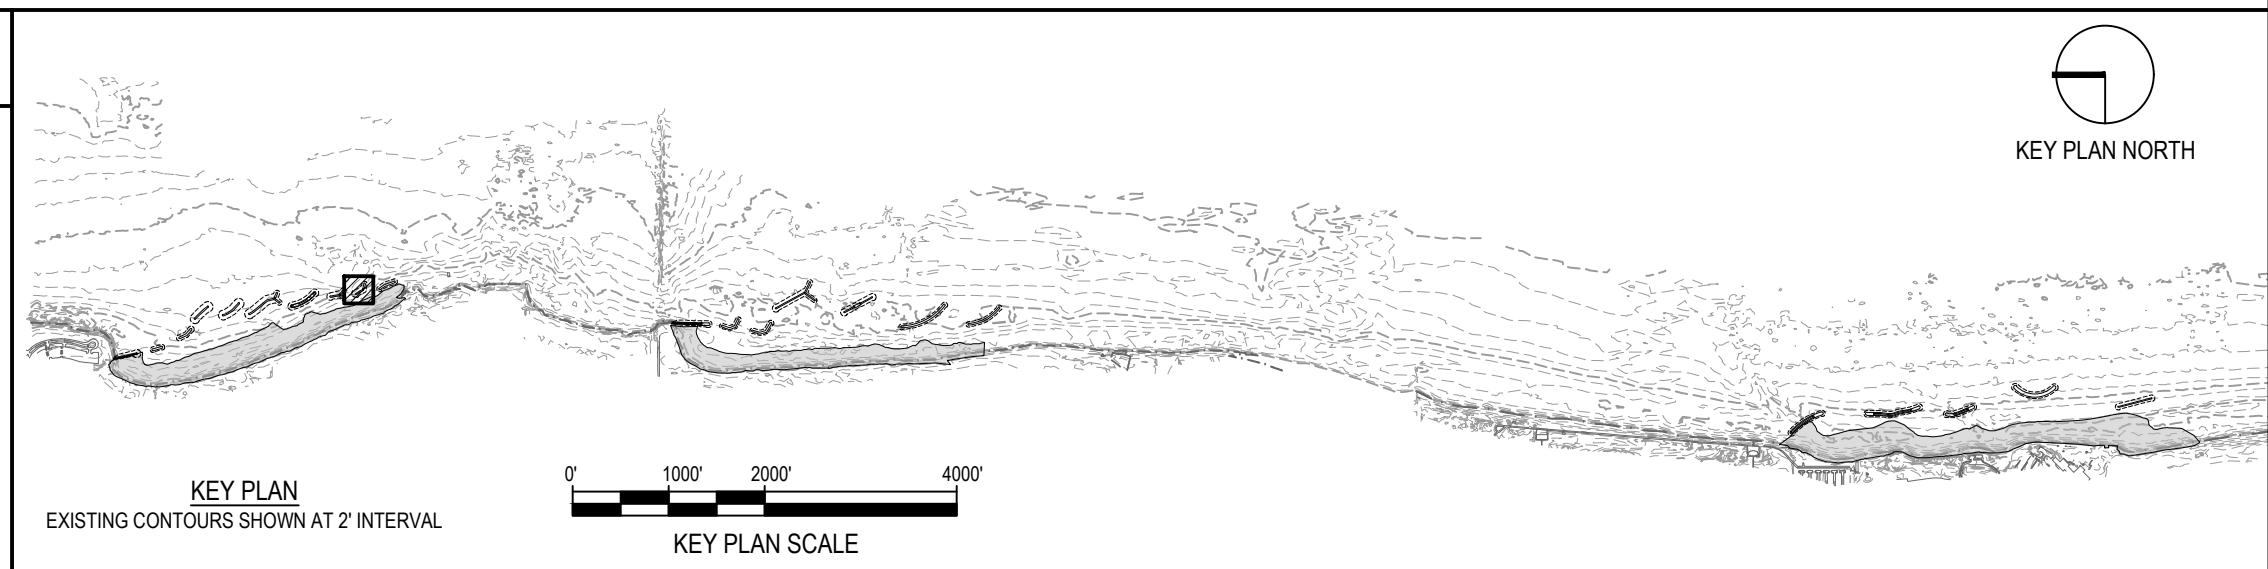 KEY PLAN NORTH
0' 1000' 2000' 4000'
KEY PLAN
EXISTING CONTOURS SHOWN AT 2' INTERVAL
KEY PLAN SCALE